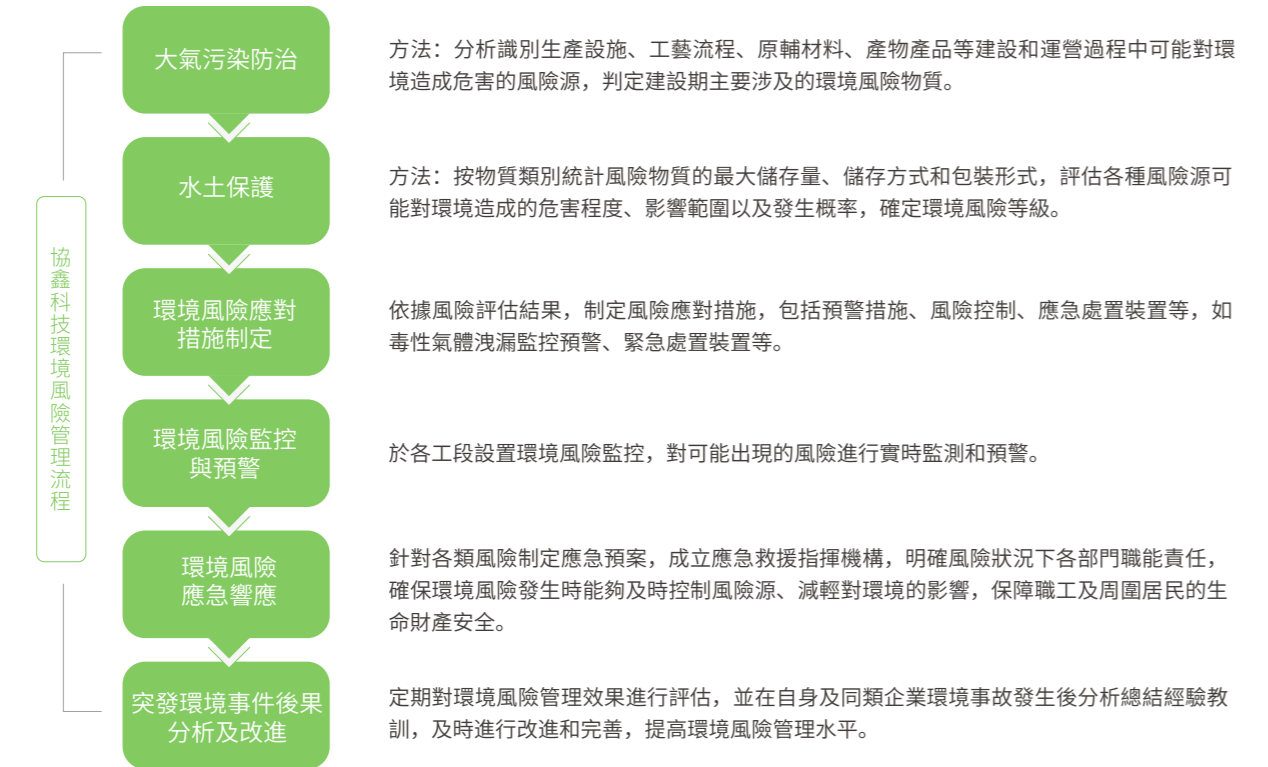 協鑫科技環境風險管理流程
大氣污染防治
方法：分析識別生產設施、工藝流程、原輔材料、產物產品等建設和運營過程中可能對環
境造成危害的風險源，判定建設期主要涉及的環境風險物質。
水土保護
方法：按物質類別統計風險物質的最大儲存量、儲存方式和包裝形式，評估各種風險源可
能對環境造成的危害程度、影響範圍以及發生概率，確定環境風險等級。
環境風險應對
措施制定
依據風險評估結果，制定風險應對措施，包括預警措施、風險控制、應急處置裝置等，如
毒性氣體洩漏監控預警、緊急處置裝置等。
環境風險監控
與預警
於各工段設置環境風險監控，對可能出現的風險進行實時監測和預警。
環境風險
應急響應
針對各類風險制定應急預案，成立應急救援指揮機構，明確風險狀況下各部門職能責任，
確保環境風險發生時能夠及時控制風險源、減輕對環境的影響，保障職工及周圍居民的生
命財產安全。
突發環境事件後果
分析及改進
定期對環境風險管理效果進行評估，並在自身及同類企業環境事故發生後分析總結經驗教
訓，及時進行改進和完善，提高環境風險管理水平。